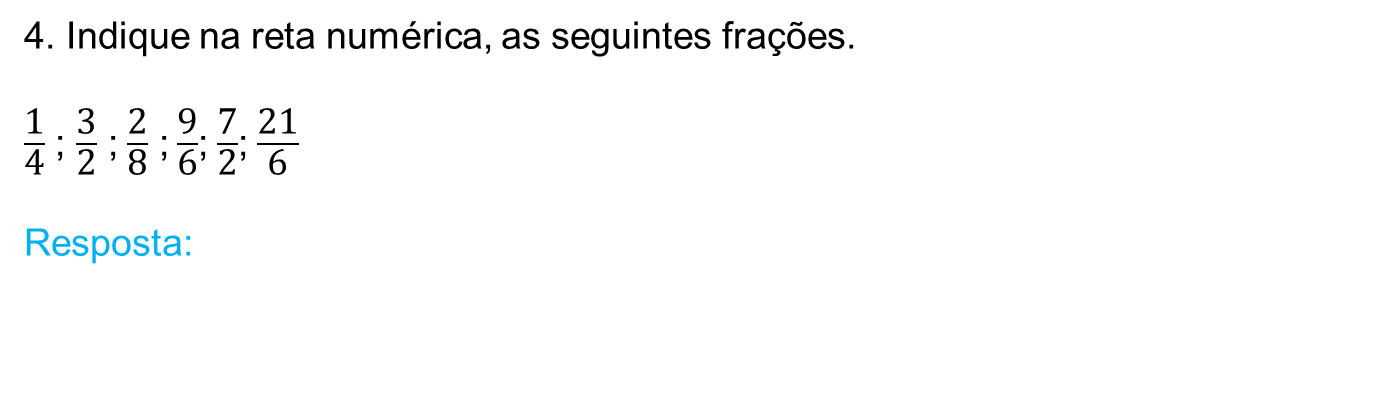 4. Indique na reta numérica, as seguintes frações.
1/4 ; 3/2 ; 2/8 ; 9/6; 7/2; 21/6
Resposta: